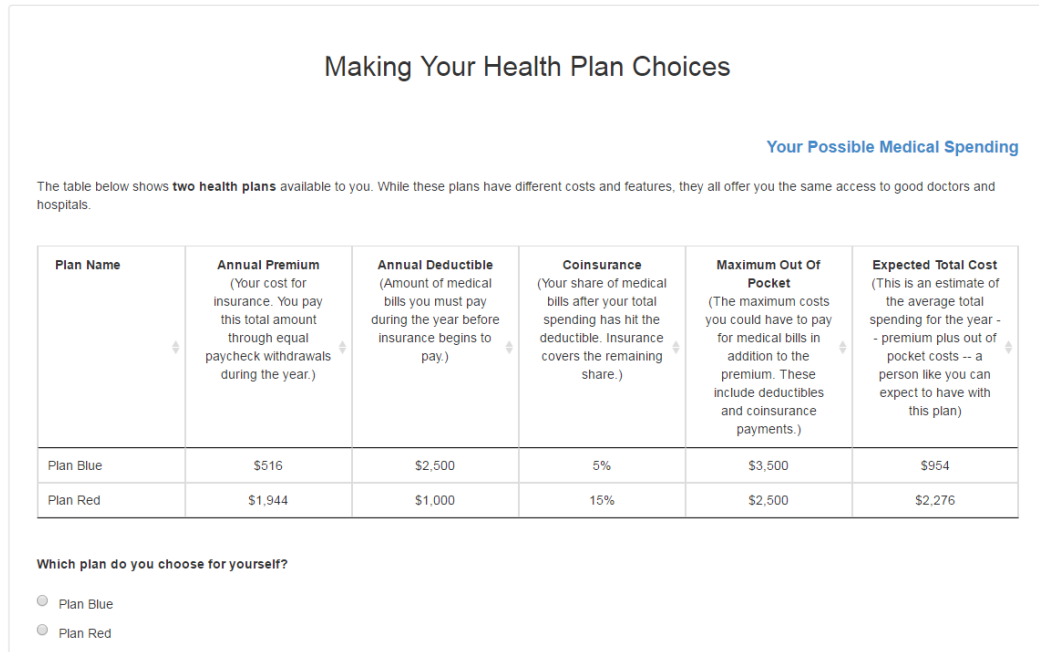 Making Your Health Plan Choices
Your Possible Medical Spending
The table below shows two health plans available to you. While these plans have different costs and features, they all offer you the same access to good doctors and
hospitals.
Plan Name
Annual Premium
(Your cost for
insurance. You pay
this total amount
through equal
paycheck withdrawals
during the year.)
Annual Deductible
(Amount of medical
bills you must pay
during the year before
insurance begins to
pay.)
Coinsurance
(Your share of medical
bills after your total
spending has hit the
deductible. Insurance
covers the remaining
share.)
Maximum Out Of
Pocket
(The maximum costs
you could have to pay
for medical bills in
addition to the
premium. These
include deductibles
and coinsurance
payments.)
Expected Total Cost
(This is an estimate of
the average total
spending for the year -
- premium plus out of
pocket costs -- a
person like you can
expect to have with
this plan)
Plan Blue $516 $2,500 5% $3,500 $954
Plan Red $1,944 $1,000 15% $2,500 $2,276
Which plan do you choose for yourself?
Plan Blue
Plan Red